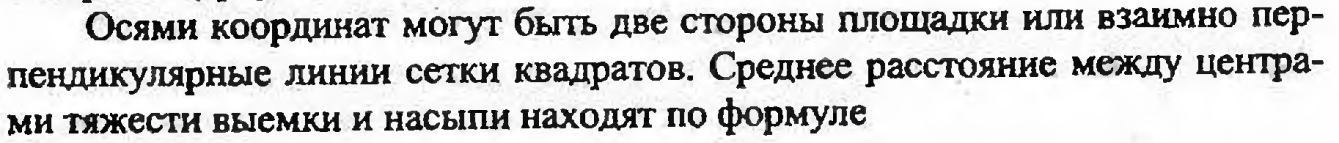 Осями координат могут быть две стороны площадки или взаимно пер-
пендикулярные линии сетки квадратов. Среднее расстояние между центра-
ми тяжести выемки и насыпи находят по формуле